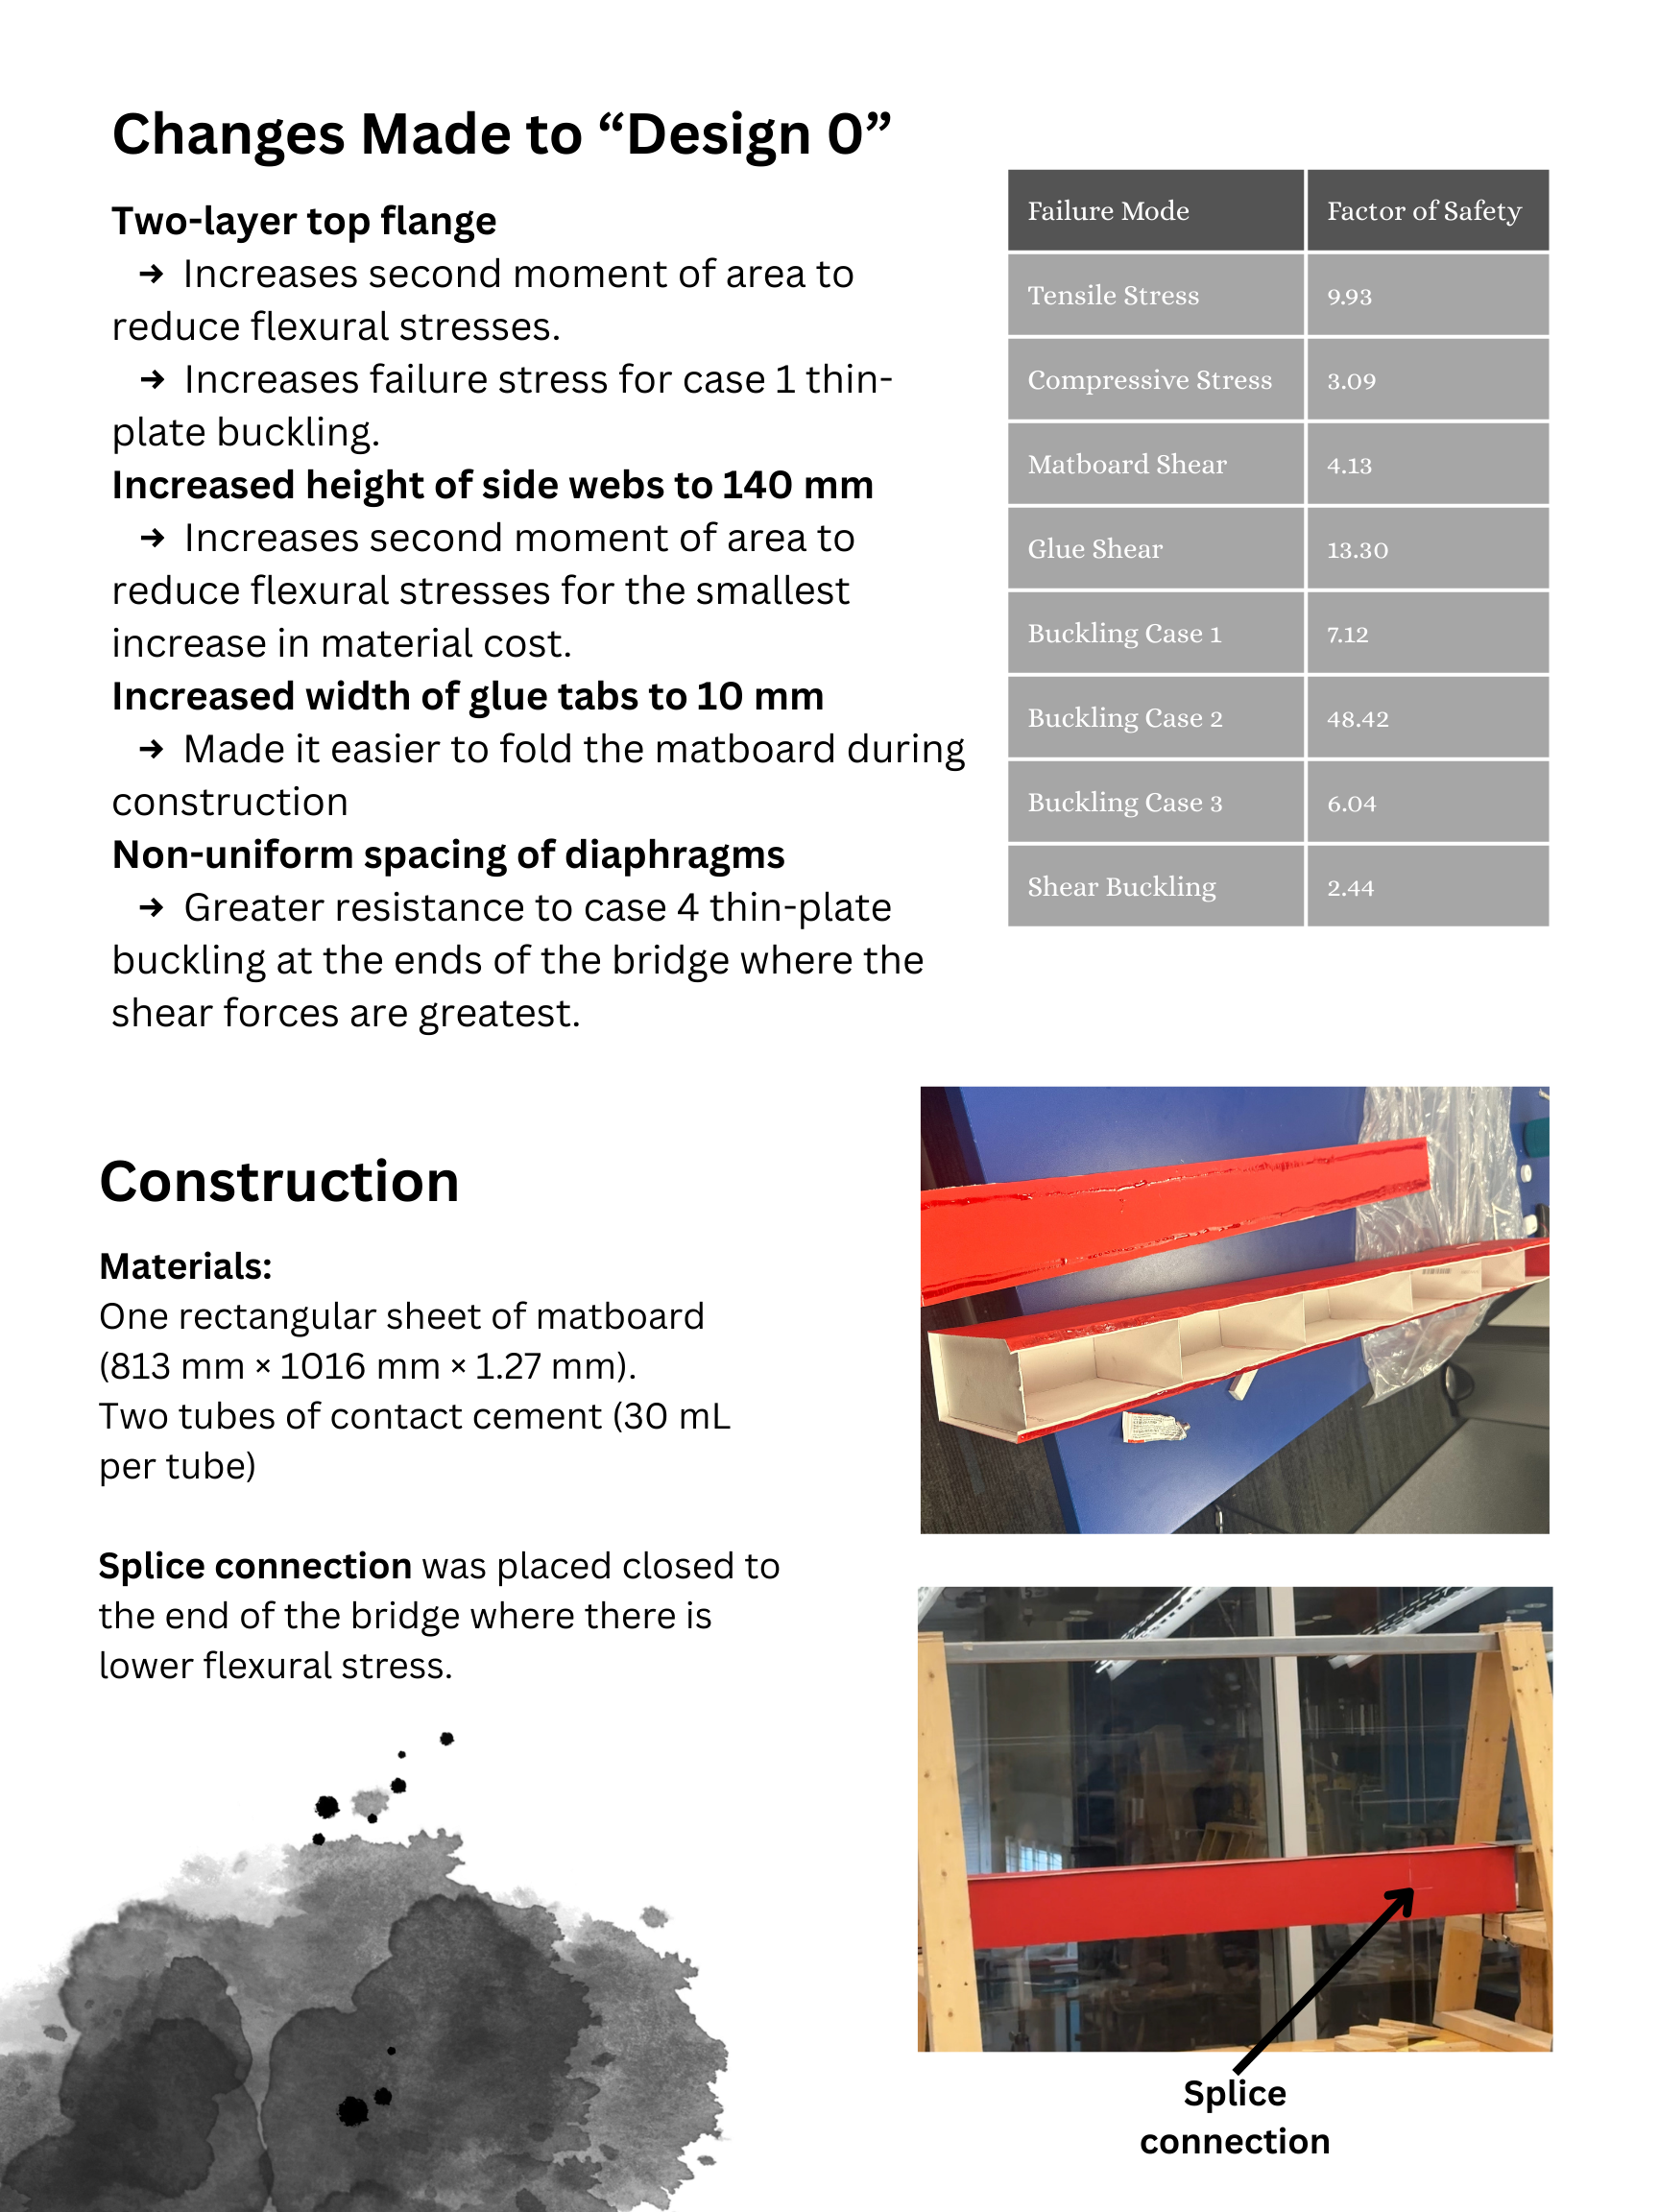 Changes Made to “Design 0”
Two-layer top flange
→ Increases second moment of area to
reduce flexural stresses.
→ Increases failure stress for case 1 thin-
plate buckling.
Increased height of side webs to 140 mm
→ Increases second moment of area to
reduce flexural stresses for the smallest
increase in material cost.
Increased width of glue tabs to 10 mm
→ Made it easier to fold the matboard during
construction
Non-uniform spacing of diaphragms
→ Greater resistance to case 4 thin-plate
buckling at the ends of the bridge where the
shear forces are greatest.
Failure Mode Factor of Safety
Tensile Stress 9.93
Compressive Stress 3.09
Matboard Shear 4.13
Glue Shear 13.30
Buckling Case 1 7.12
Buckling Case 2 48.42
Buckling Case 3 6.04
Shear Buckling 2.44
Construction
Materials:
One rectangular sheet of matboard
(813 mm × 1016 mm × 1.27 mm).
Two tubes of contact cement (30 mL
per tube)
Splice connection was placed closed to
the end of the bridge where there is
lower flexural stress.
Splice
connection